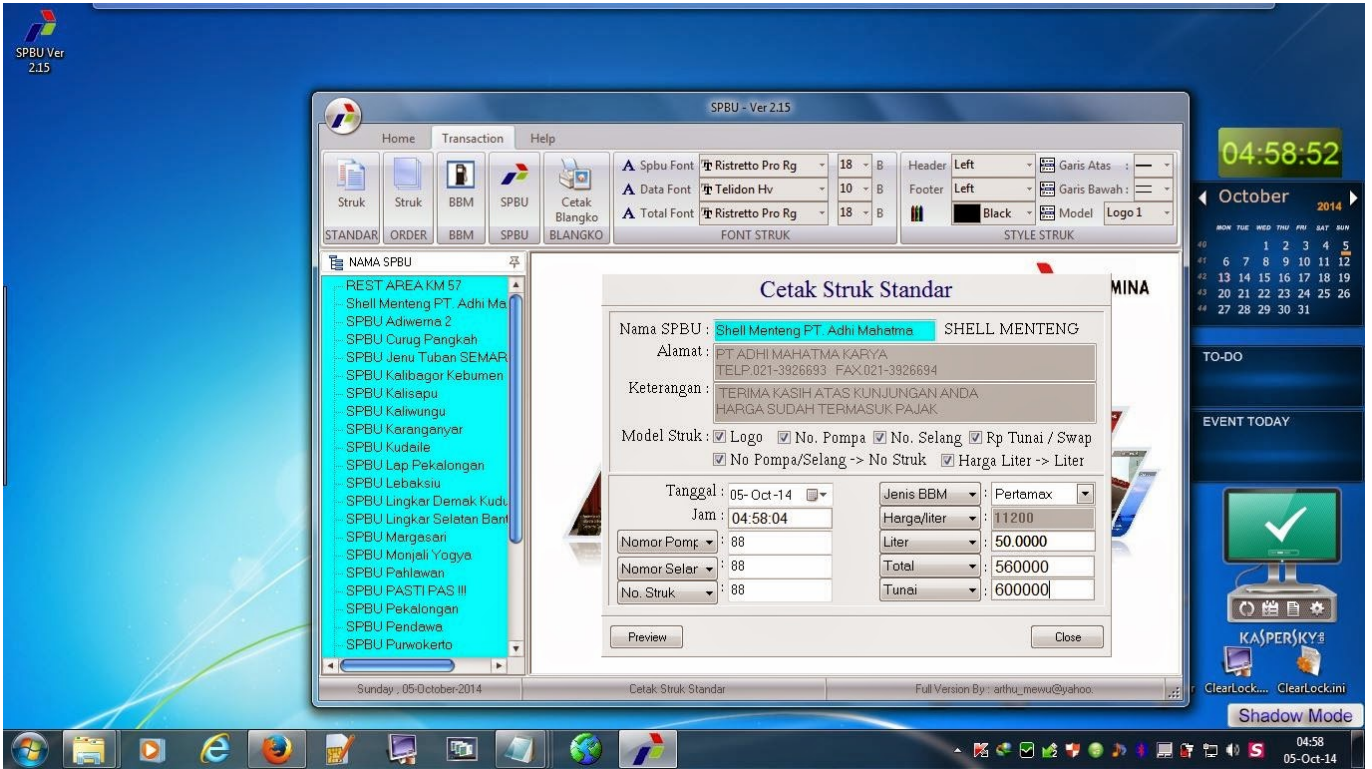 SPBU Ver
2.15
SPBU - Ver 2.15
Home Transaction Help
Struk
STANDAR
Struk
ORDER
BBM
BBM
SPBU
SPBU
Cetak
Blangko
BLANGKO
A Spbu Font Ristretto Pro Rg 18 B
A Data Font Telidon Hv 10 B
A Total Font Ristretto Pro Rg 18 B
FONT STRUK
Header Left Garis Atas :
Footer Left Garis Bawah :
Black Model Logo 1
STYLE STRUK
NAMA SPBU
REST AREA KM 57
Shell Menteng PT. Adhi Ma
SPBU Adiwerna 2
SPBU Curug Pangkah
SPBU Jenu Tuban SEMAR
SPBU Kalibagor Kebumen
SPBU Kalisapu
SPBU Kaliwungu
SPBU Karanganyar
SPBU Kudaile
SPBU Lap Pekalongan
SPBU Lebaksiu
SPBU Lingkar Demak Kudu
SPBU Lingkar Selatan Bant
SPBU Margasari
SPBU Monjali Yogya
SPBU Pahlawan
SPBU PASTI PAS !!!
SPBU Pekalongan
SPBU Pendawa
SPBU Purwokerto
MINA
Cetak Struk Standar
Nama SPBU : Shell Menteng PT. Adhi Mahatma SHELL MENTENG
Alamat : PT ADHI MAHATMA KARYA
TELP.021-3926693 FAX.021-3926694
Keterangan : TERIMA KASIH ATAS KUNJUNGAN ANDA
HARGA SUDAH TERMASUK PAJAK
Model Struk : Logo No. Pompa No. Selang Rp Tunai / Swap
No Pompa/Selang -> No Struk Harga Liter -> Liter
Tanggal : 05-Oct-14
Jam : 04:58:04
Nomor Pomp : 88
Nomor Selar : 88
No. Struk : 88
Jenis BBM : Pertamax
Harga/liter : 11200
Liter : 50.0000
Total : 560000
Tunai : 600000
Preview Close
Sunday , 05-October-2014 Cetak Struk Standar Full Version By : arthu_mewu@yahoo.
04:58:52
October 2014
MON TUE WED THU FRI SAT SUN
40 1 2 3 4 5
41 6 7 8 9 10 11 12
42 13 14 15 16 17 18 19
43 20 21 22 23 24 25 26
44 27 28 29 30 31
TO-DO
EVENT TODAY
KASPERSKY
r ClearLock.... ClearLock.ini
Shadow Mode
04:58
05-Oct-14